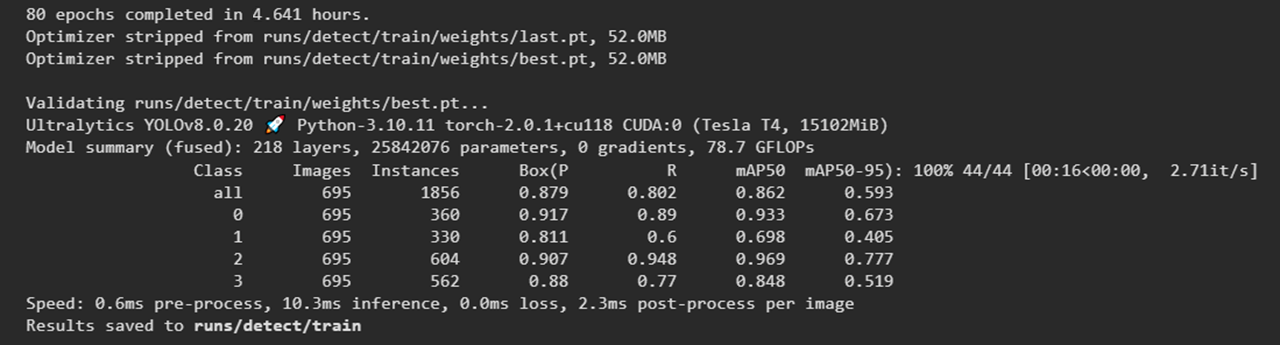 80 epochs completed in 4.641 hours.
Optimizer stripped from runs/detect/train/weights/last.pt, 52.0MB
Optimizer stripped from runs/detect/train/weights/best.pt, 52.0MB
Validating runs/detect/train/weights/best.pt...
Ultralytics YOLOv8.0.20 🚀 Python-3.10.11 torch-2.0.1+cu118 CUDA:0 (Tesla T4, 15102MiB)
Model summary (fused): 218 layers, 25842076 parameters, 0 gradients, 78.7 GFLOPs
Class Images Instances Box(P R mAP50 mAP50-95): 100% 44/44 [00:16<00:00, 2.71it/s]
all 695 1856 0.879 0.802 0.862 0.593
0 695 360 0.917 0.89 0.933 0.673
1 695 330 0.811 0.6 0.698 0.405
2 695 604 0.907 0.948 0.969 0.777
3 695 562 0.88 0.77 0.848 0.519
Speed: 0.6ms pre-process, 10.3ms inference, 0.0ms loss, 2.3ms post-process per image
Results saved to runs/detect/train